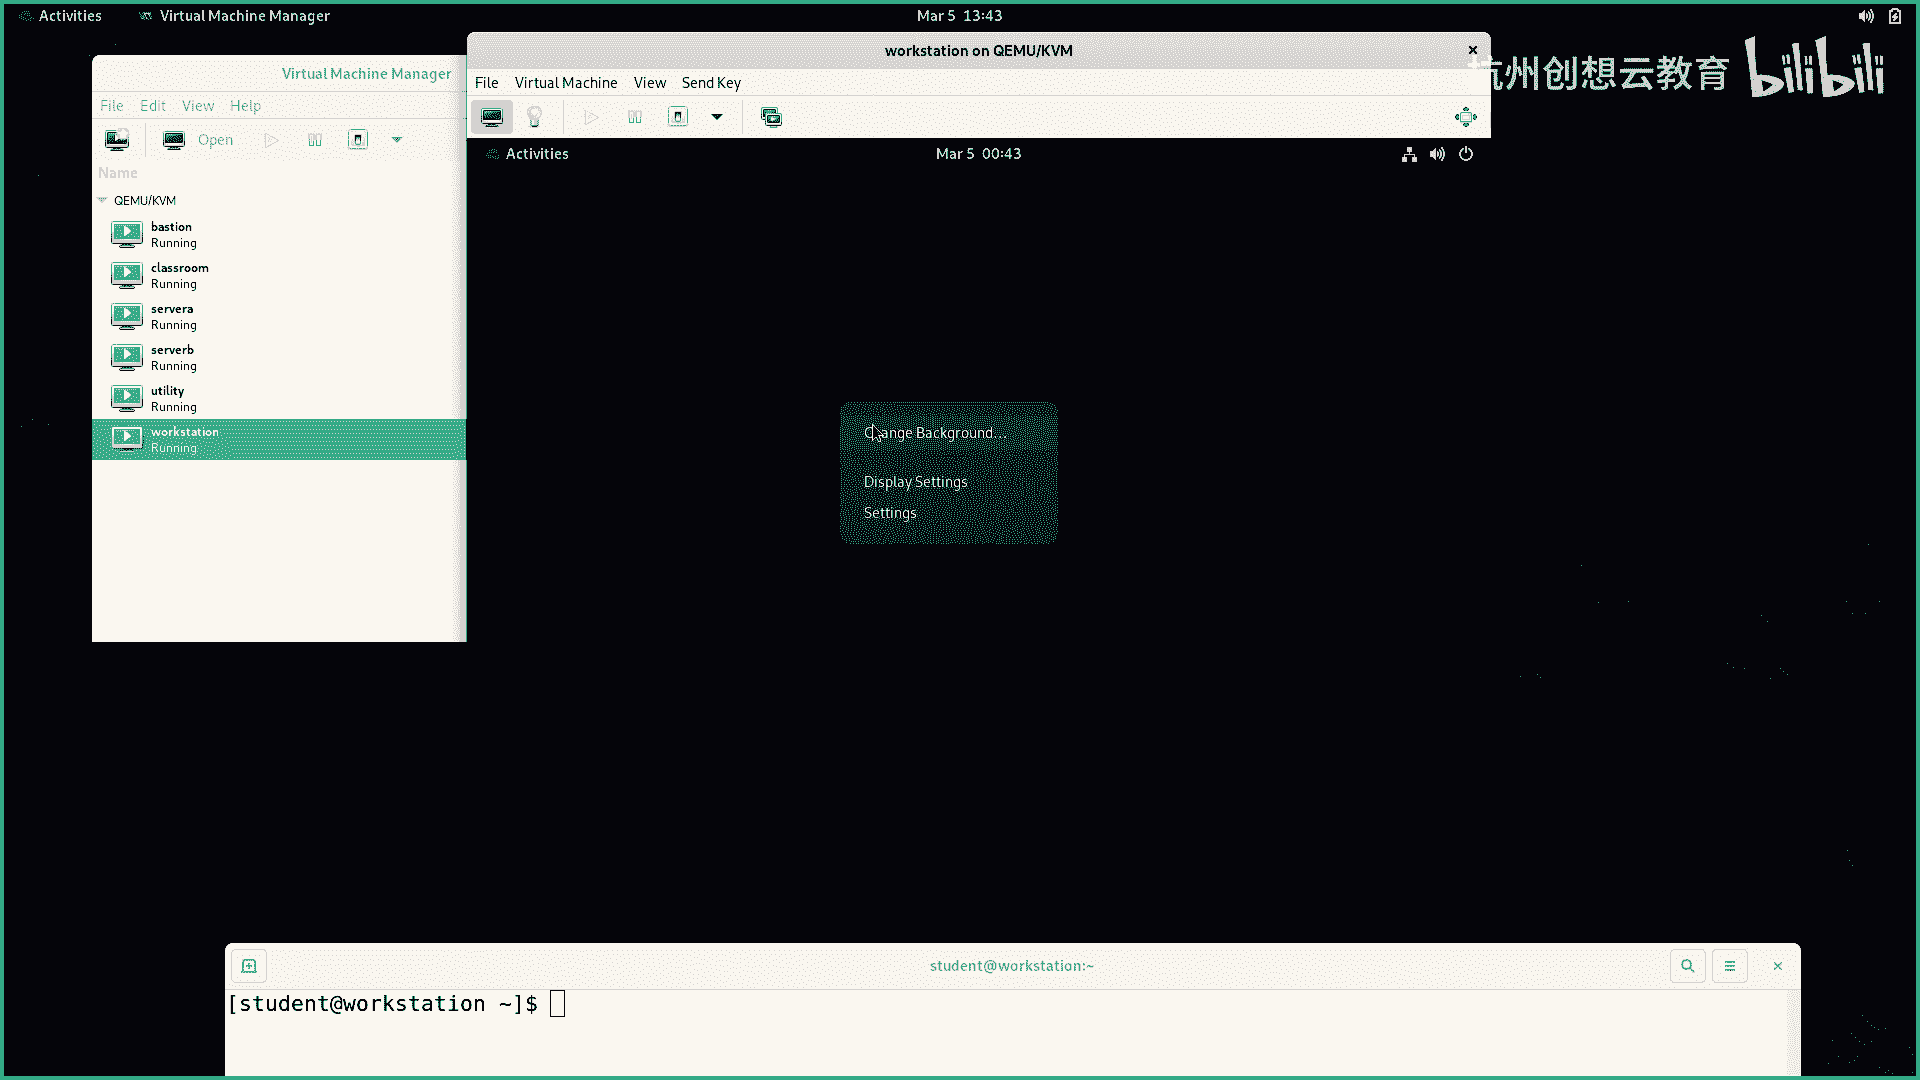 Activities
Virtual Machine Manager
Mar 5 13:43
workstation on QEMU/KVM
杭州创想云教育 bilibili
Virtual Machine Manager
File Edit View Help
Open
Name
QEMU/KVM
bastion
Running
classroom
Running
servera
Running
serverb
Running
utility
Running
workstation
Running
File Virtual Machine View Send Key
Activities
Mar 5 00:43
Change Background...
Display Settings
Settings
student@workstation:~
[student@workstation ~]$